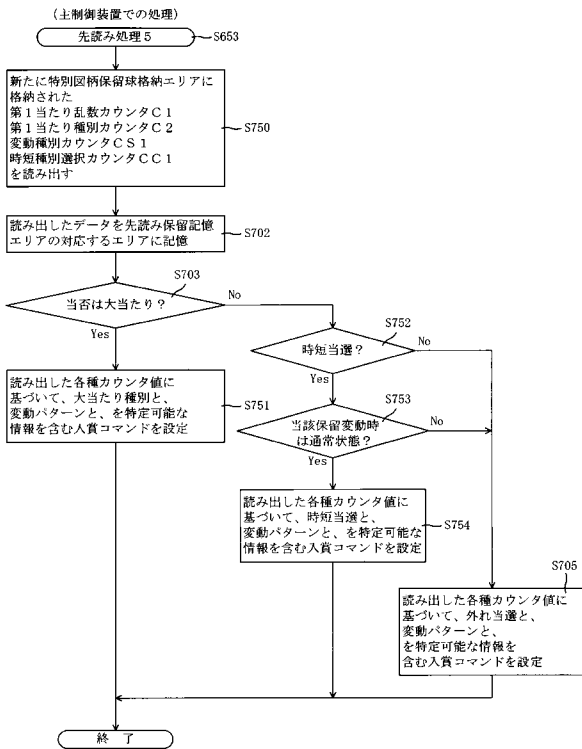 (主制御装置での処理)
先読み処理5
S653
新たに特別図柄保留球格納エリアに
格納された
第1当たり乱数カウンタC1
第1当たり種別カウンタC2
変動種別カウンタCS1
時短種別選択カウンタCC1
を読み出す
S750
読み出したデータを先読み保留記憶
エリアの対応するエリアに記憶
S702
S703
当否は大当たり?
No
Yes
S752
時短当選?
No
Yes
読み出した各種カウンタ値に
基づいて、大当たり種別と、
変動パターンと、を特定可能な
情報を含む入賞コマンドを設定
S751
S753
当該保留変動時
は通常状態?
No
Yes
読み出した各種カウンタ値に
基づいて、時短当選と、
変動パターンと、を特定可能な
情報を含む入賞コマンドを設定
S754
S705
読み出した各種カウンタ値に
基づいて、外れ当選と、
変動パターンと、
を特定可能な情報を
含む入賞コマンドを設定
終 了